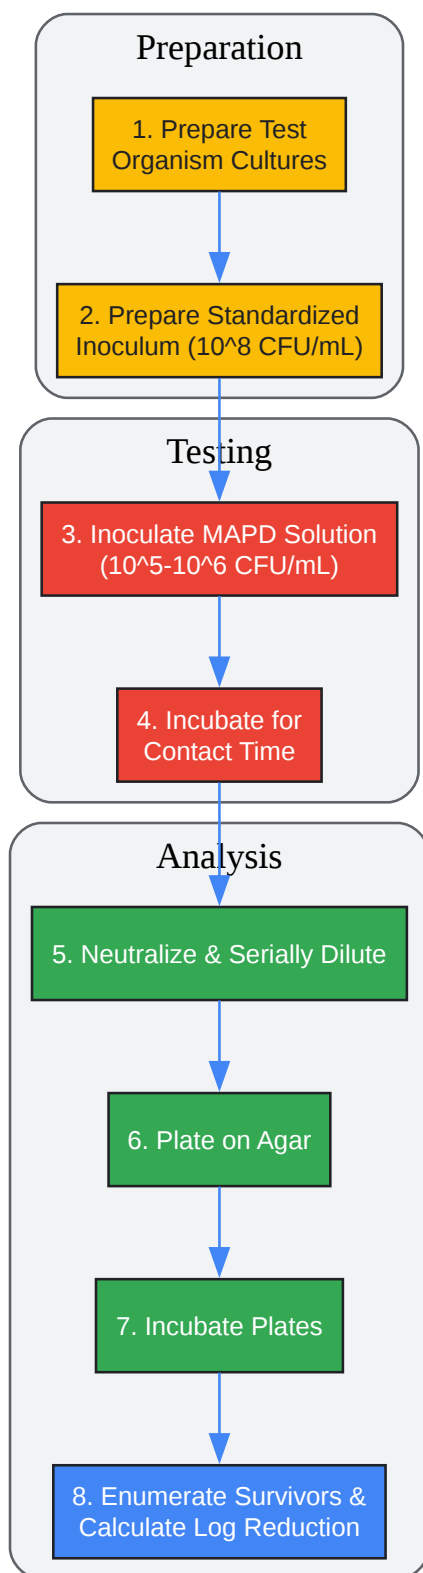 Preparation
1. Prepare Test
Organism Cultures
2. Prepare Standardized
Inoculum (10^8 CFU/mL)
Testing
3. Inoculate MAPD Solution
(10^5-10^6 CFU/mL)
4. Incubate for
Contact Time
Analysis
5. Neutralize & Serially Dilute
6. Plate on Agar
7. Incubate Plates
8. Enumerate Survivors &
Calculate Log Reduction